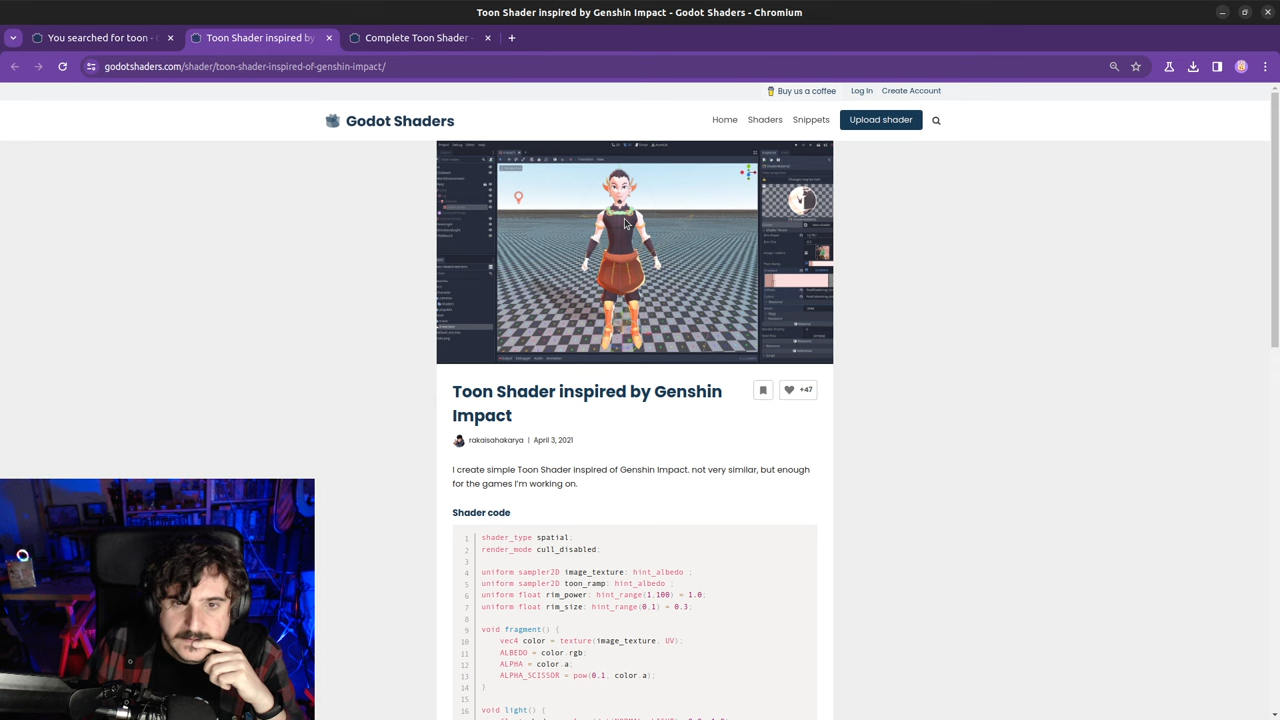 Toon Shader inspired by Genshin Impact - Godot Shaders - Chromium
You searched for toon - G
Toon Shader inspired by
Complete Toon Shader -
godotshaders.com/shader/toon-shader-inspired-of-genshin-impact/
Buy us a coffee
Log In
Create Account
Godot Shaders
Home
Shaders
Snippets
Upload shader
Toon Shader inspired by Genshin
Impact
+47
rakaisahakarya | April 3, 2021
I create simple Toon Shader inspired of Genshin Impact. not very similar, but enough
for the games I'm working on.
Shader code
1 shader_type spatial;
2 render_mode cull_disabled;
3
4 uniform sampler2D image_texture: hint_albedo ;
5 uniform sampler2D toon_ramp: hint_albedo ;
6 uniform float rim_power: hint_range(1,100) = 1.0;
7 uniform float rim_size: hint_range(0,1) = 0.3;
8
9 void fragment() {
10 vec4 color = texture(image_texture, UV);
11 ALBEDO = color.rgb;
12 ALPHA = color.a;
13 ALPHA_SCISSOR = pow(0.1, color.a);
14 }
15
16 void light() {